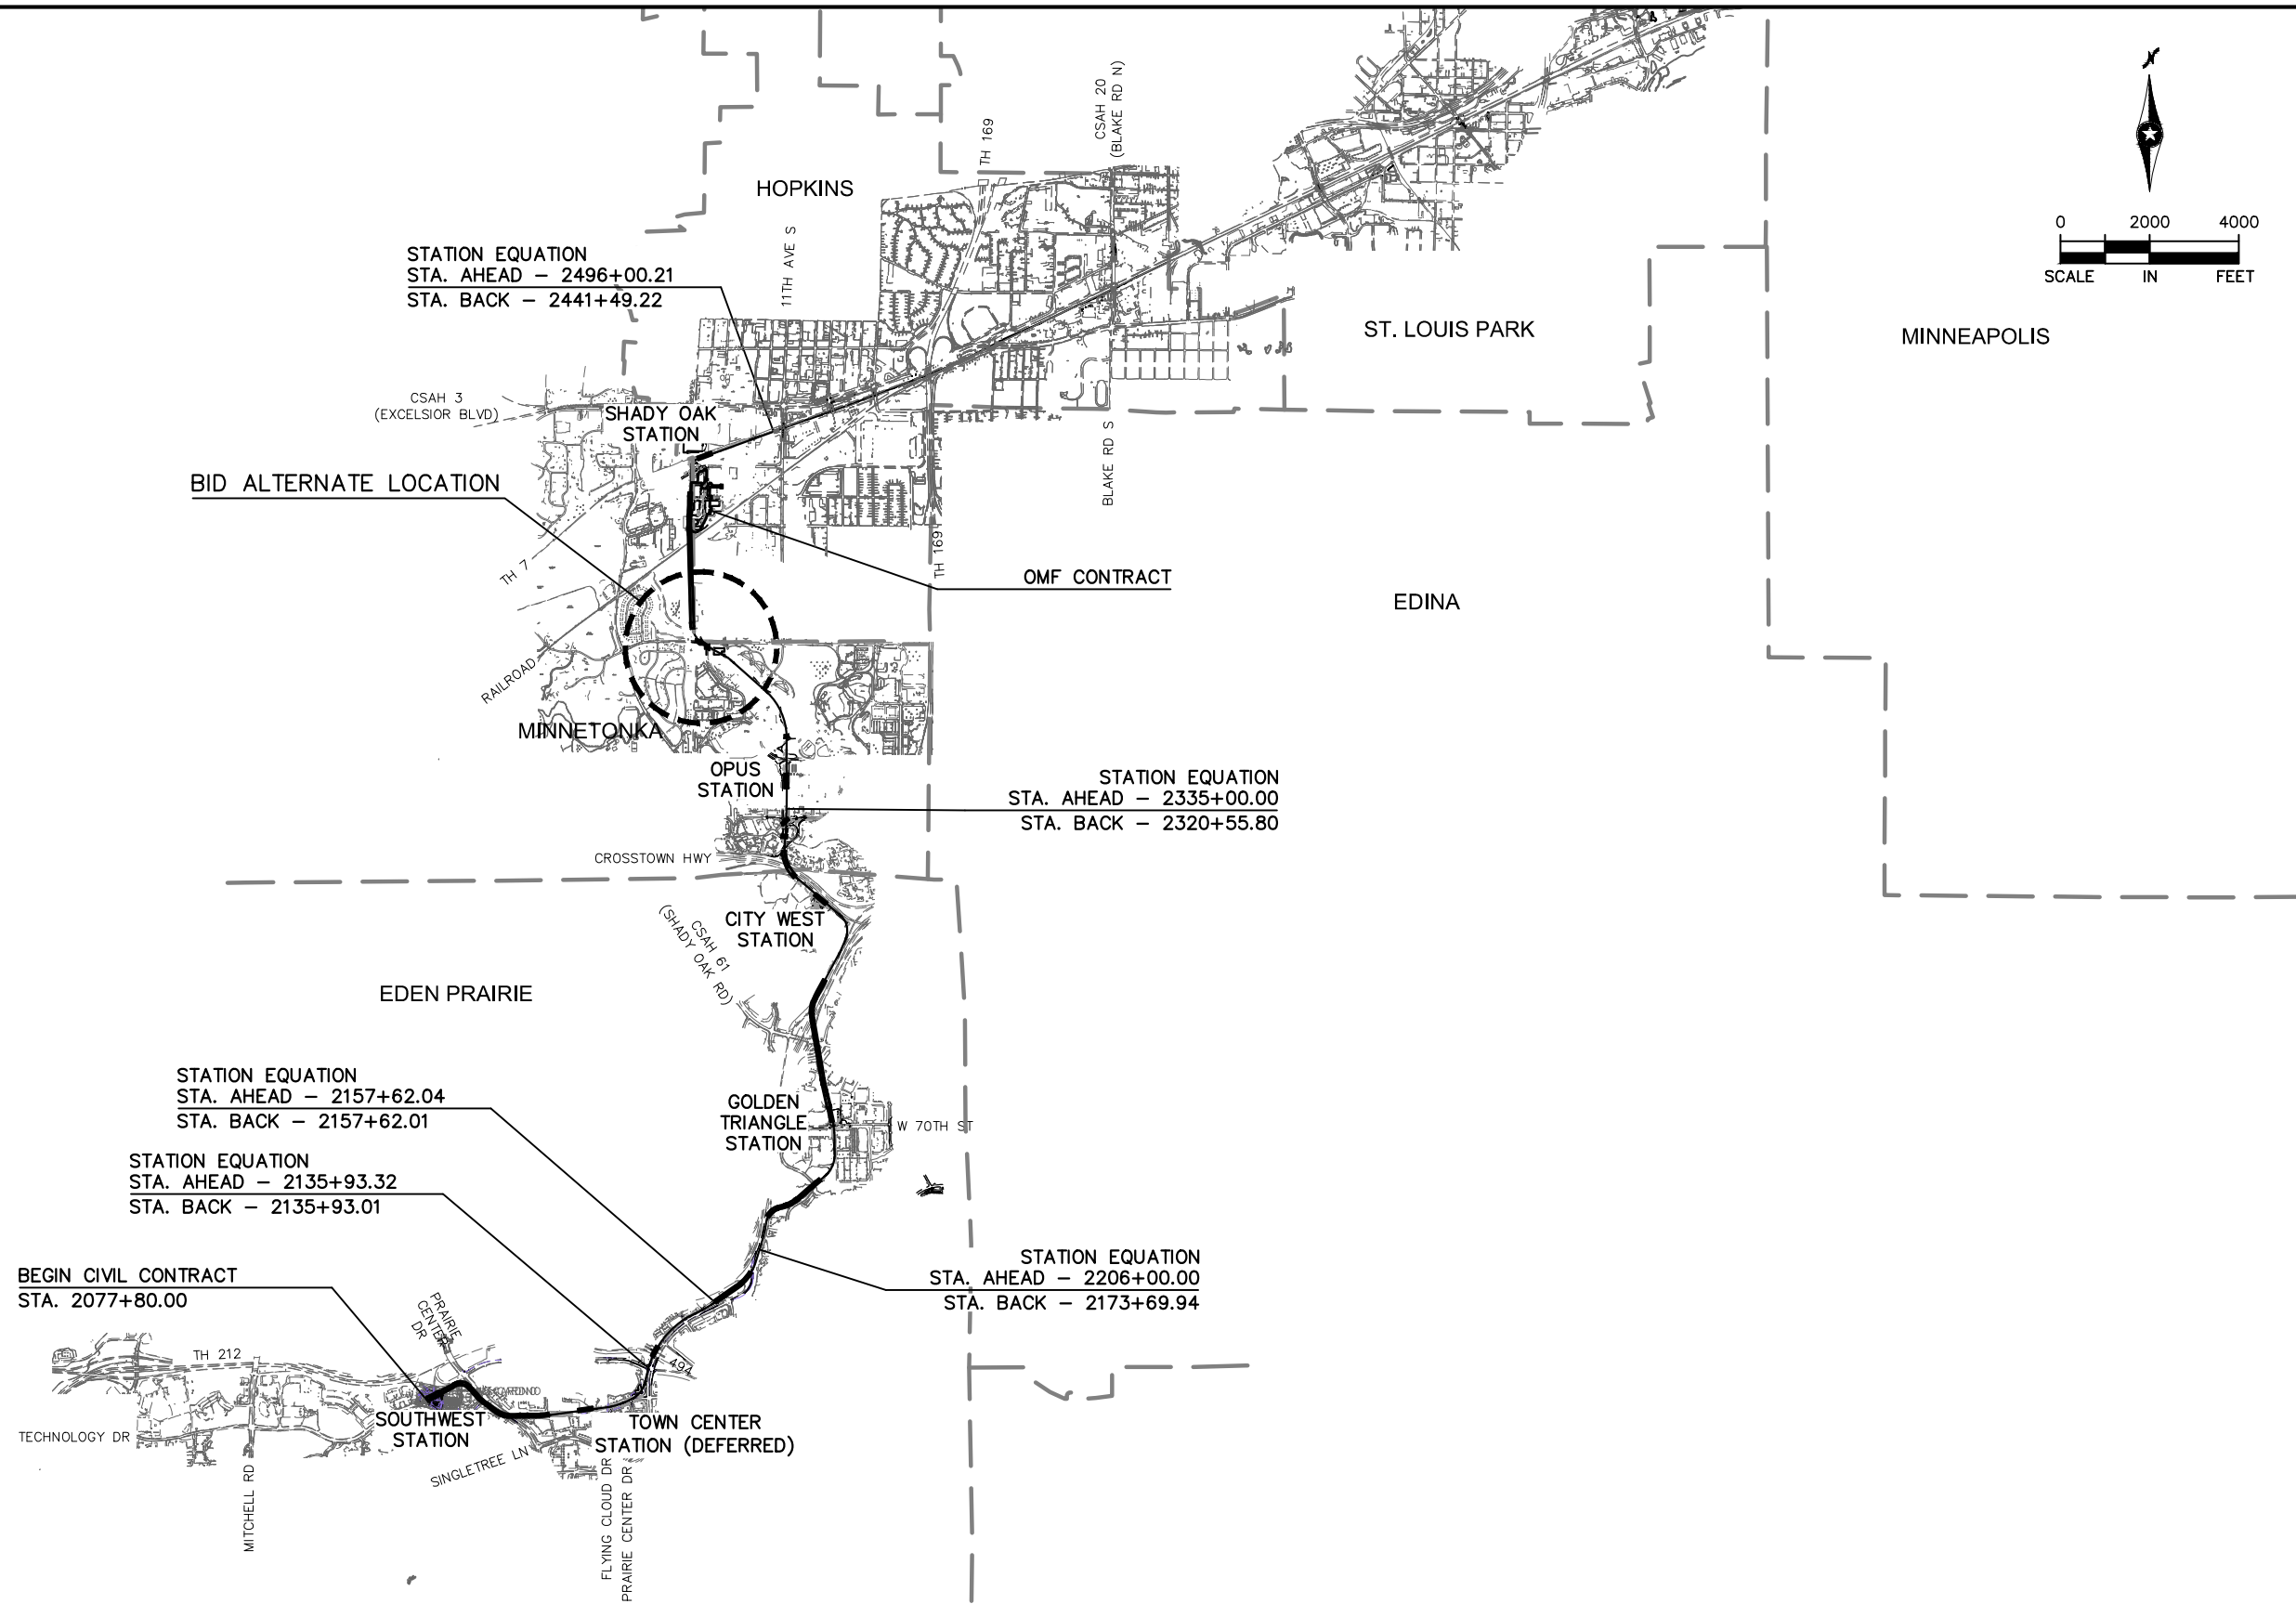 N
0 2000 4000
SCALE IN FEET
CSAH 20
(BLAKE RD N)
TH 169
HOPKINS
11TH AVE S
STATION EQUATION
STA. AHEAD – 2496+00.21
STA. BACK – 2441+49.22
ST. LOUIS PARK
MINNEAPOLIS
CSAH 3
(EXCELSIOR BLVD)
SHADY OAK
STATION
BLAKE RD S
BID ALTERNATE LOCATION
TH 7
TH 169
OMF CONTRACT
EDINA
RAILROAD
MINNETONKA
OPUS
STATION
STATION EQUATION
STA. AHEAD – 2335+00.00
STA. BACK – 2320+55.80
CROSSTOWN HWY
CITY WEST
STATION
CSAH 61
(SHADY OAK RD)
EDEN PRAIRIE
STATION EQUATION
STA. AHEAD – 2157+62.04
STA. BACK – 2157+62.01
GOLDEN
TRIANGLE
STATION
W 70TH ST
STATION EQUATION
STA. AHEAD – 2135+93.32
STA. BACK – 2135+93.01
STATION EQUATION
STA. AHEAD – 2206+00.00
STA. BACK – 2173+69.94
BEGIN CIVIL CONTRACT
STA. 2077+80.00
PRAIRIE
CENTER
DR
TH 212
494
SOUTHWEST
STATION
TOWN CENTER
STATION (DEFERRED)
TECHNOLOGY DR
SINGLETREE LN
MITCHELL RD
FLYING CLOUD DR
PRAIRIE CENTER DR